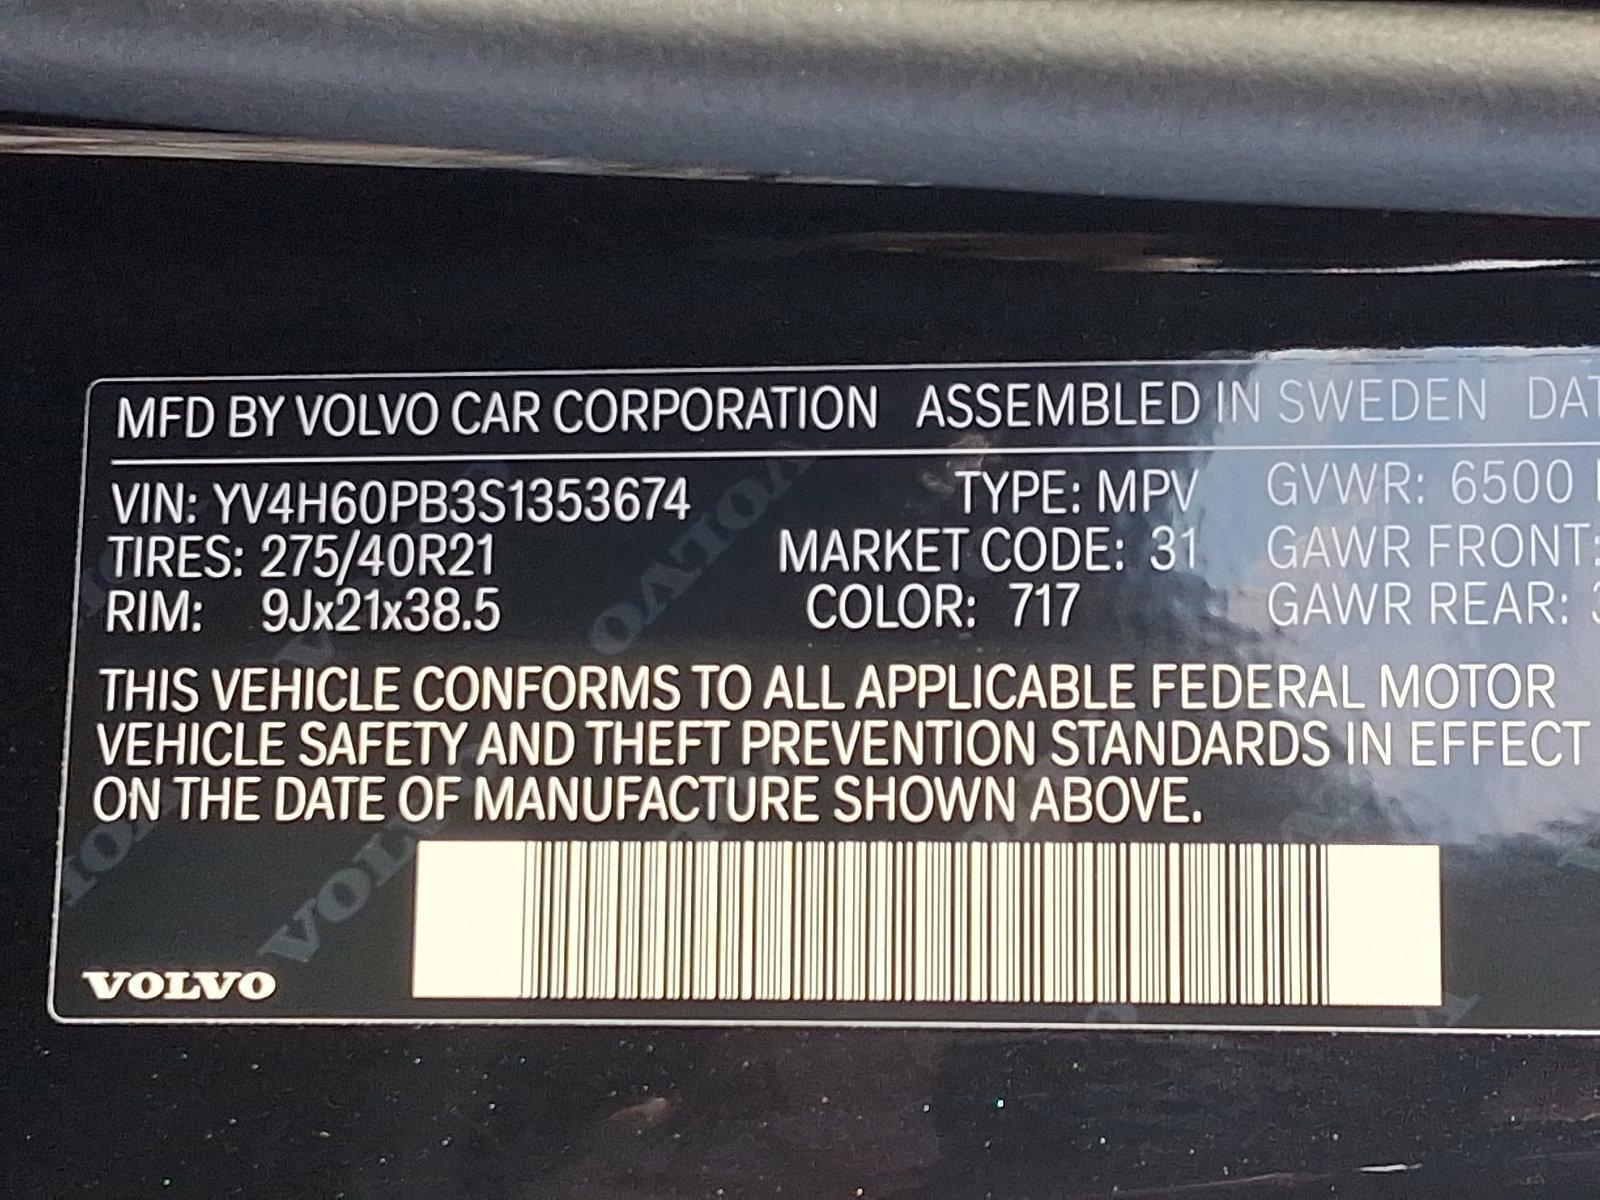 MFD BY VOLVO CAR CORPORATION ASSEMBLED IN SWEDEN DAT
VIN: YV4H60PB3S1353674 TYPE: MPV GVWR: 6500
TIRES: 275/40R21 MARKET CODE: 31 GAWR FRONT:
RIM: 9Jx21x38.5 COLOR: 717 GAWR REAR: 3
THIS VEHICLE CONFORMS TO ALL APPLICABLE FEDERAL MOTOR
VEHICLE SAFETY AND THEFT PREVENTION STANDARDS IN EFFECT
ON THE DATE OF MANUFACTURE SHOWN ABOVE.
VOLVO